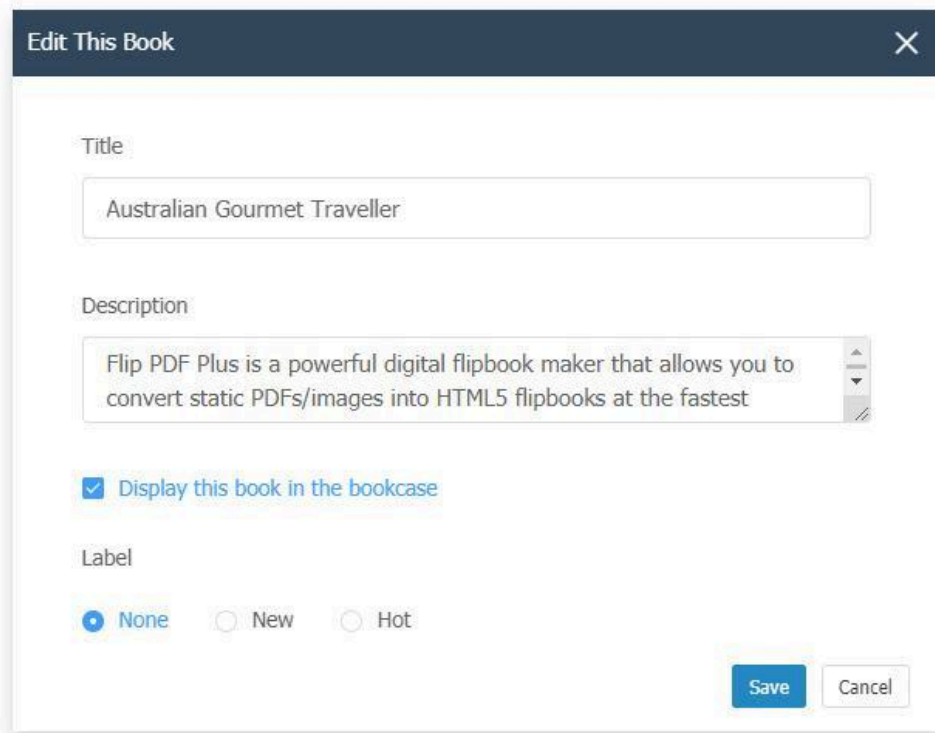 Edit This Book
Title
Australian Gourmet Traveller
Description
Flip PDF Plus is a powerful digital flipbook maker that allows you to
convert static PDFs/images into HTML5 flipbooks at the fastest
Display this book in the bookcase
Label
None New Hot
Save Cancel